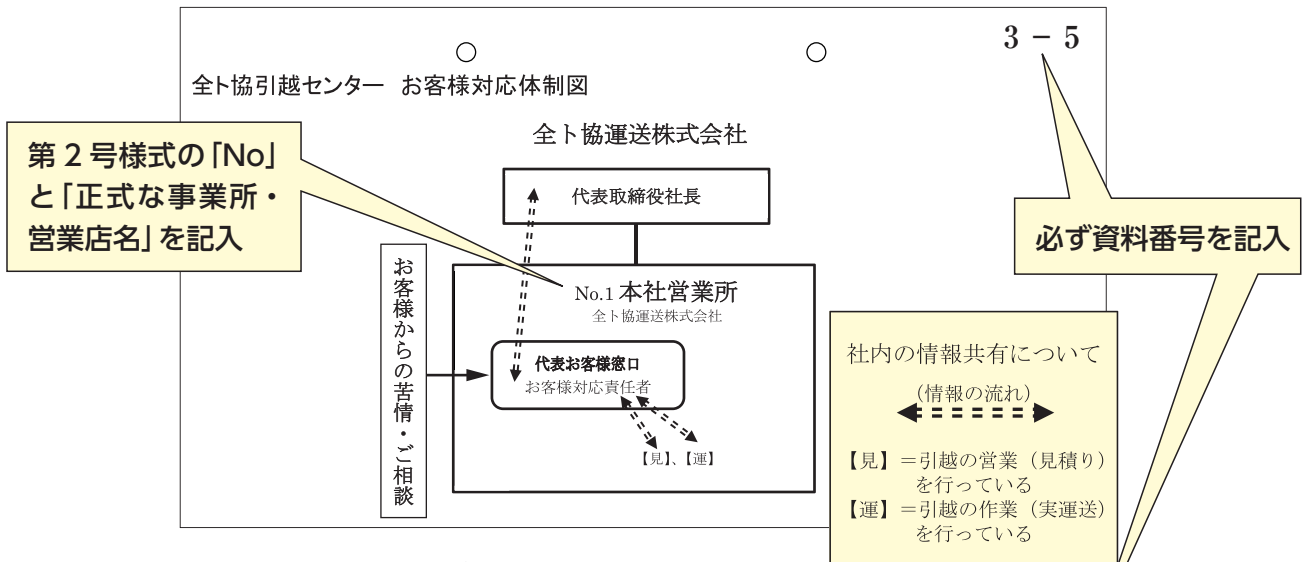 3 − 5
全ト協引越センター　お客様対応体制図
全ト協運送株式会社
第２号様式の「No」
と「正式な事業所・
営業店名」を記入
代表取締役社長
必ず資料番号を記入
お客様からの苦情・ご相談
No.1 本社営業所
全ト協運送株式会社
代表お客様窓口
お客様対応責任者
【見】、【運】
社内の情報共有について
（情報の流れ）
【見】＝引越の営業（見積り）
を行っている
【運】＝引越の作業（実運送）
を行っている